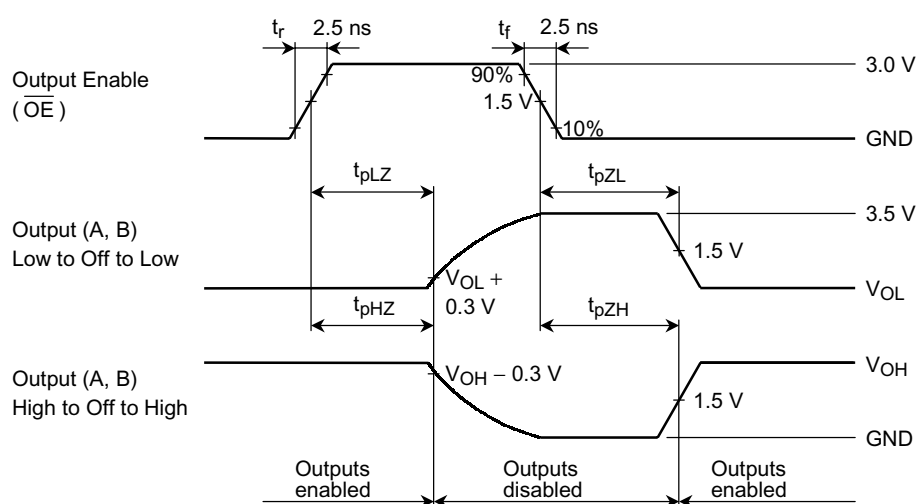 tr 2.5 ns tf 2.5 ns
Output Enable
( OE )
90%
1.5 V
10%
3.0 V
GND
tpLZ tpZL
Output (A, B)
Low to Off to Low
3.5 V
1.5 V
VOL +
0.3 V
VOL
tpHZ tpZH
Output (A, B)
High to Off to High
VOH − 0.3 V
VOH
1.5 V
GND
Outputs
enabled
Outputs
disabled
Outputs
enabled